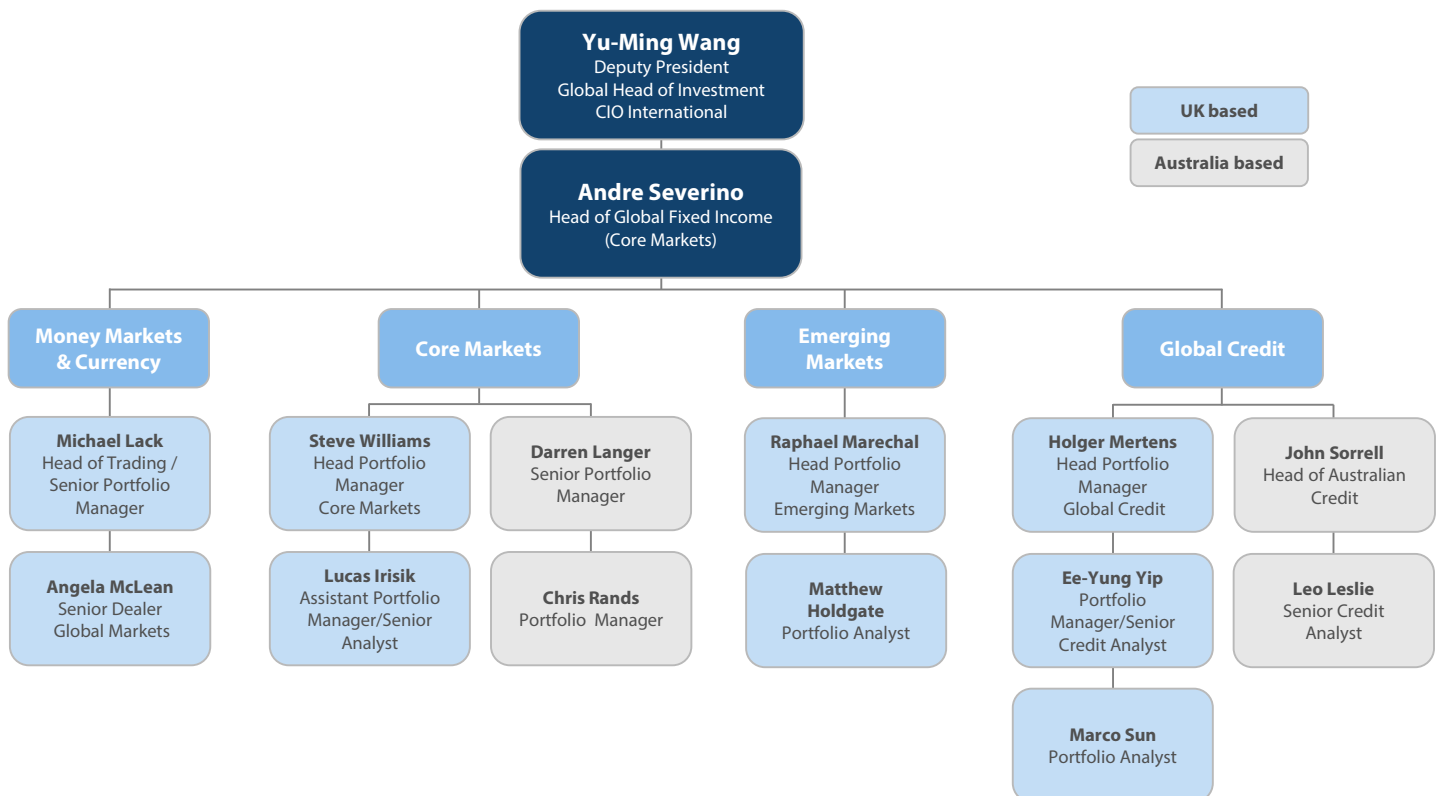 Yu-Ming Wang
Deputy President
Global Head of Investment
CIO International
UK based
Australia based
Andre Severino
Head of Global Fixed Income
(Core Markets)
Money Markets
& Currency
Core Markets
Emerging
Markets
Global Credit
Michael Lack
Head of Trading /
Senior Portfolio
Manager
Steve Williams
Head Portfolio
Manager
Core Markets
Darren Langer
Senior Portfolio
Manager
Raphael Marechal
Head Portfolio
Manager
Emerging Markets
Holger Mertens
Head Portfolio
Manager
Global Credit
John Sorrell
Head of Australian
Credit
Angela McLean
Senior Dealer
Global Markets
Lucas Irisik
Assistant Portfolio
Manager/Senior
Analyst
Chris Rands
Portfolio Manager
Matthew
Holdgate
Portfolio Analyst
Ee-Yung Yip
Portfolio
Manager/Senior
Credit Analyst
Leo Leslie
Senior Credit
Analyst
Marco Sun
Portfolio Analyst